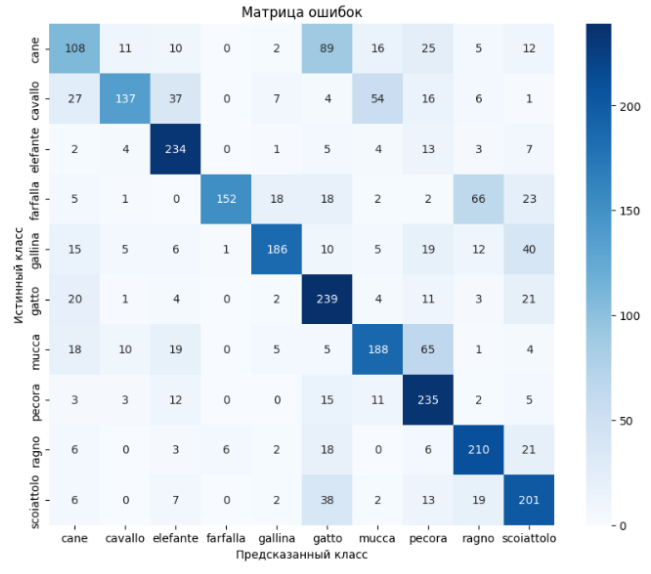 Матрица ошибок
cane 108 11 10 0 2 89 16 25 5 12
cavallo 27 137 37 0 7 4 54 16 6 1
elefante 2 4 234 0 1 5 4 13 3 7
farfalla 5 1 0 152 18 18 2 2 66 23
gallina 15 5 6 1 186 10 5 19 12 40
gatto 20 1 4 0 2 239 4 11 3 21
mucca 18 10 19 0 5 5 188 65 1 4
pecora 3 3 12 0 0 15 11 235 2 5
ragno 6 0 3 6 2 18 0 6 210 21
scoiattolo 6 0 7 0 2 38 2 13 19 201
cane cavallo elefante farfalla gallina gatto mucca pecora ragno scoiattolo
Предсказанный класс
Истинный класс
200
150
100
50
0